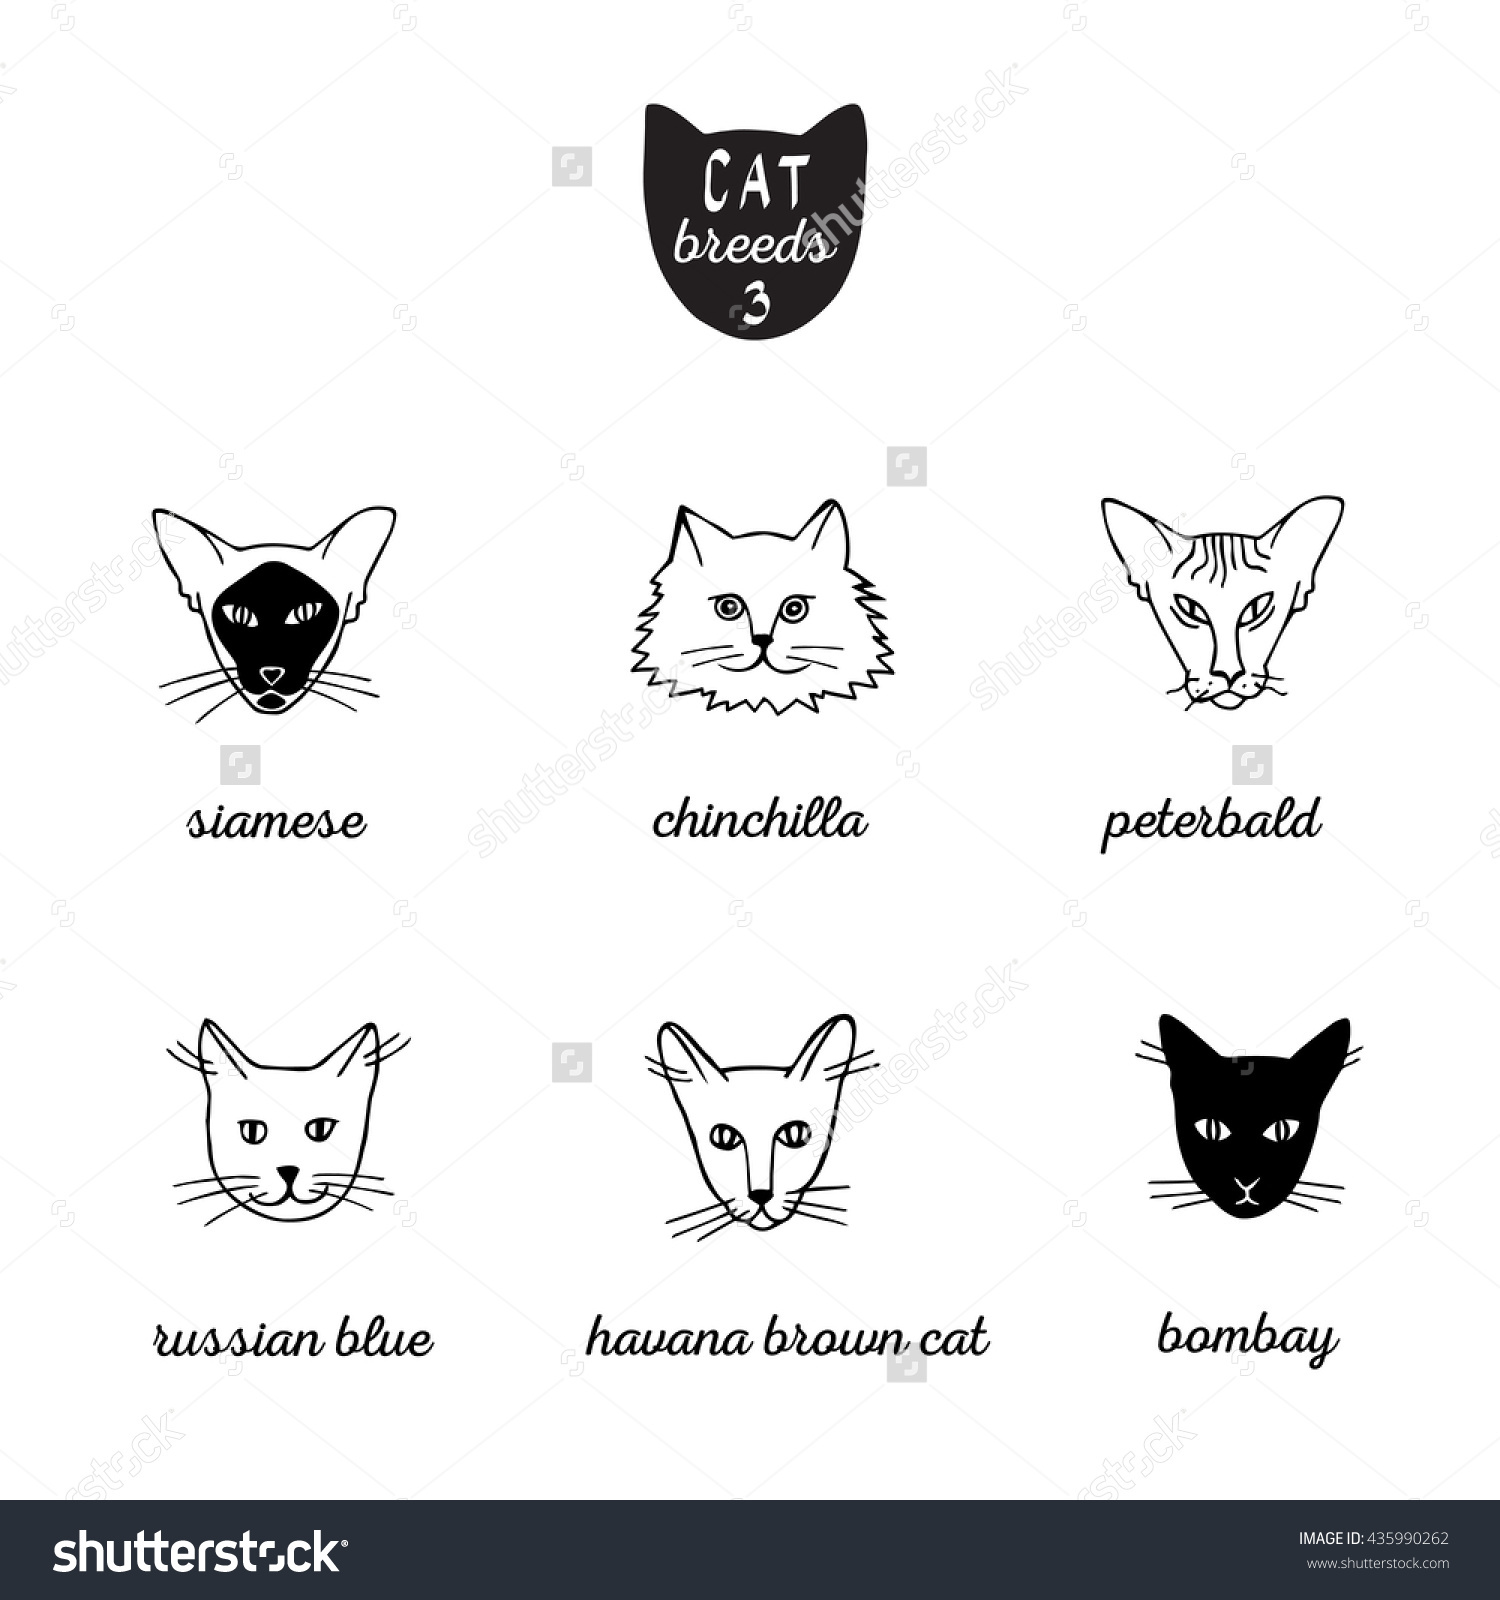 CAT
breeds
3
siamese
chinchilla
peterbald
russian blue
havana brown cat
bombay
shutterstock
IMAGE ID: 435990262
www.shutterstock.com